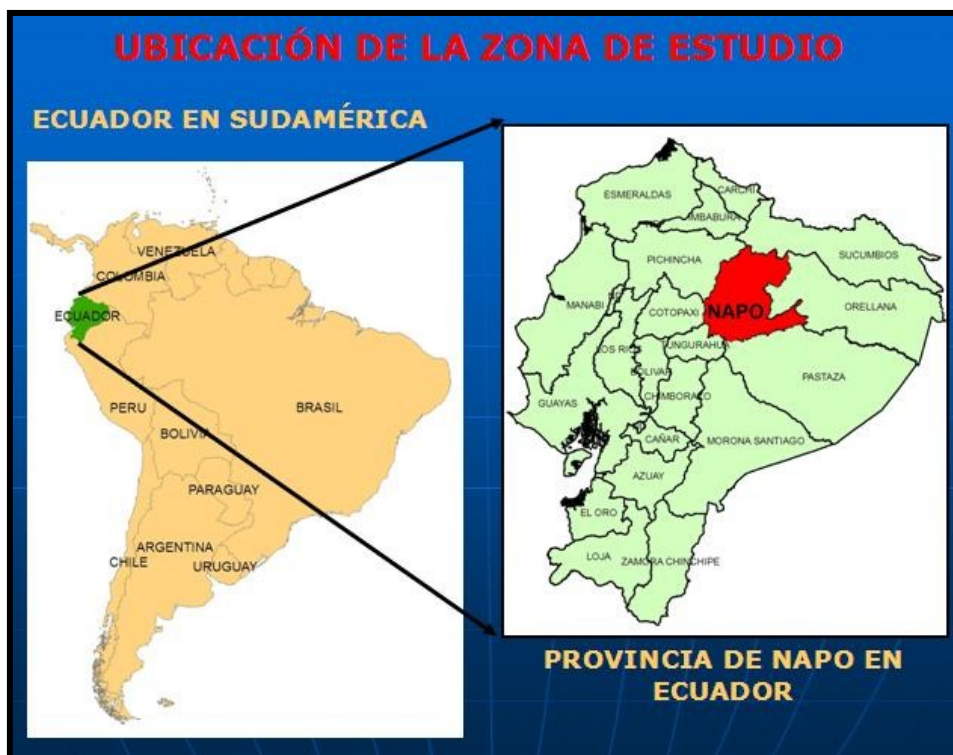 UBICACIÓN DE LA ZONA DE ESTUDIO
ECUADOR EN SUDAMÉRICA
VENEZUELA
COLOMBIA
ECUADOR
PERU
BRASIL
BOLIVIA
PARAGUAY
ARGENTINA
CHILE
URUGUAY
ESMERALDAS
CARCHI
IMBABURA
SUCUMBIOS
PICHINCHA
MANABI
COTOPAXI
NAPO
ORELLANA
LOS RIOS
TUNGURAHUA
BOLIVAR
PASTAZA
CHIMBORAZO
GUAYAS
CAÑAR
MORONA SANTIAGO
AZUAY
EL ORO
LOJA
ZAMORA CHINCHIPE
PROVINCIA DE NAPO EN
ECUADOR